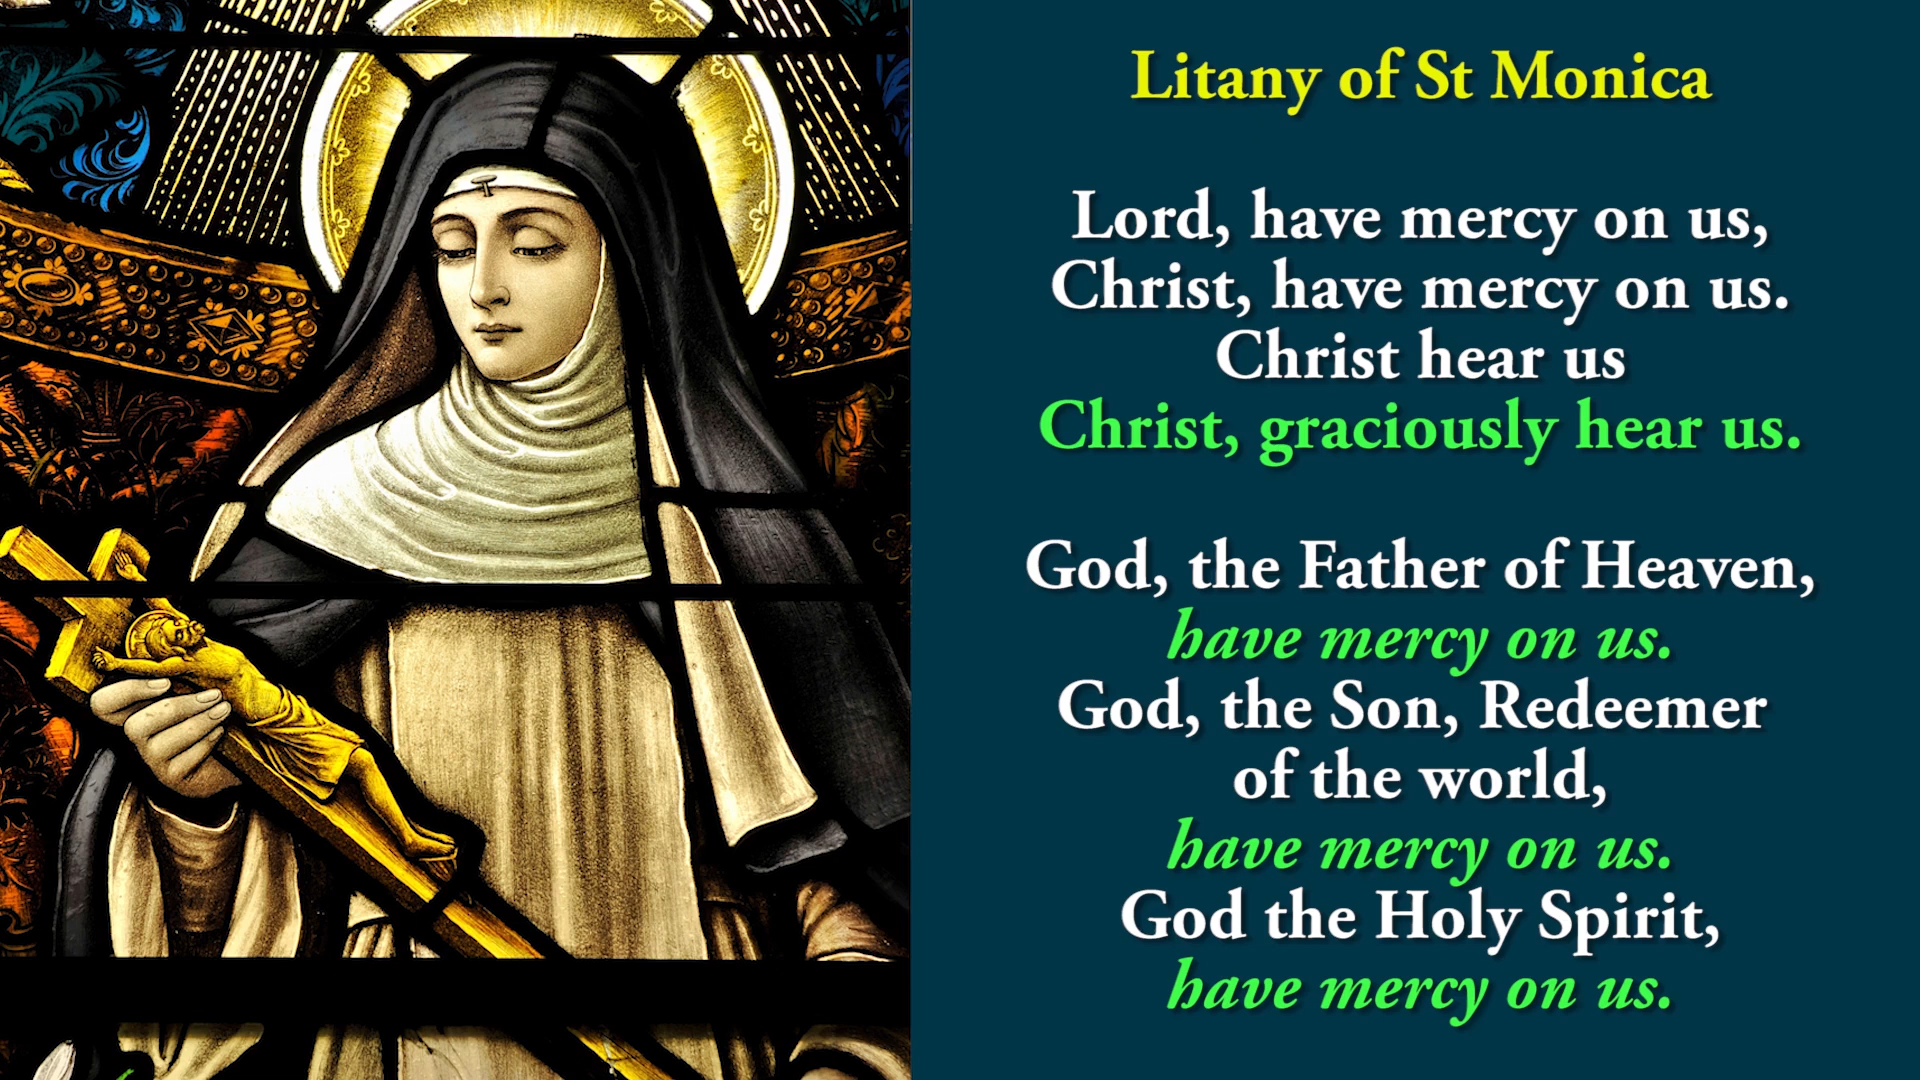 Litany of St Monica
Lord, have mercy on us,
Christ, have mercy on us.
Christ hear us
Christ, graciously hear us.
God, the Father of Heaven,
have mercy on us.
God, the Son, Redeemer
of the world,
have mercy on us.
God the Holy Spirit,
have mercy on us.